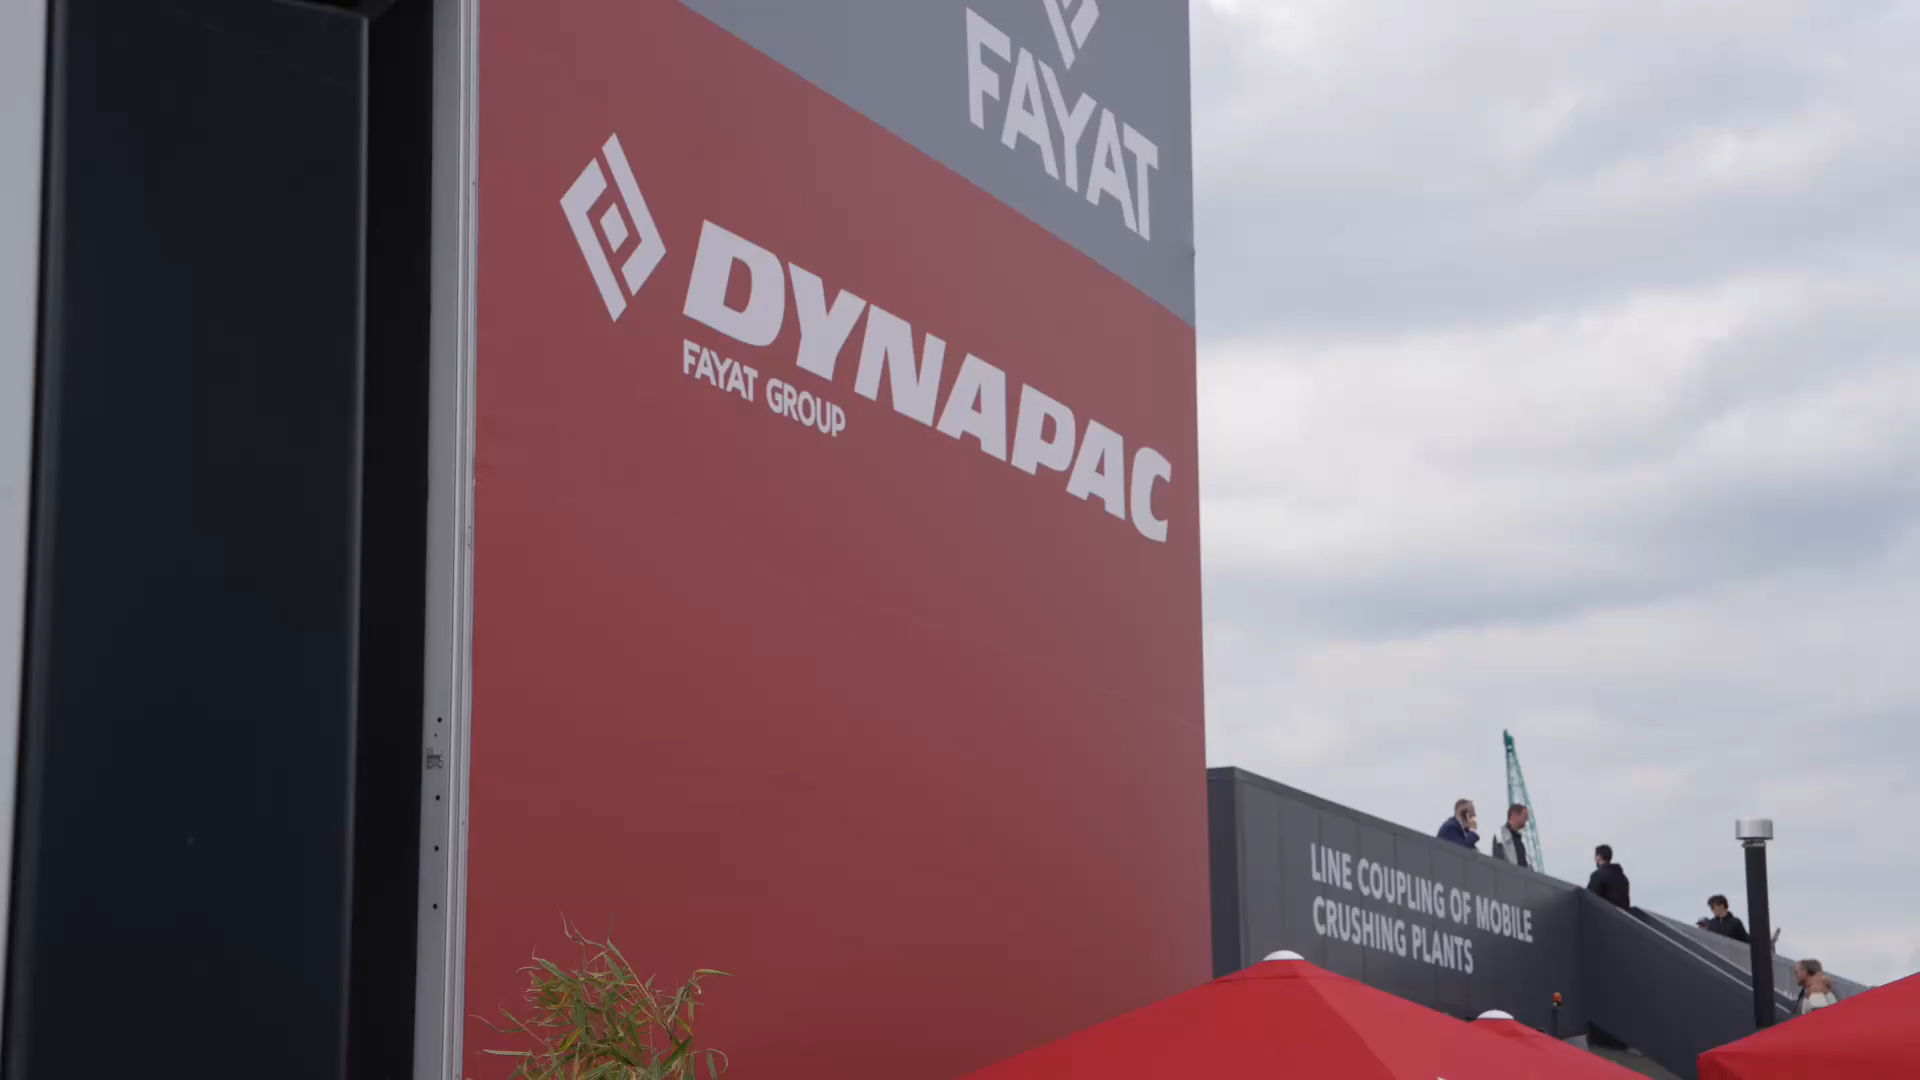 FAYAT
DYNAPAC
FAYAT GROUP
LINE COUPLING OF MOBILE
CRUSHING PLANTS